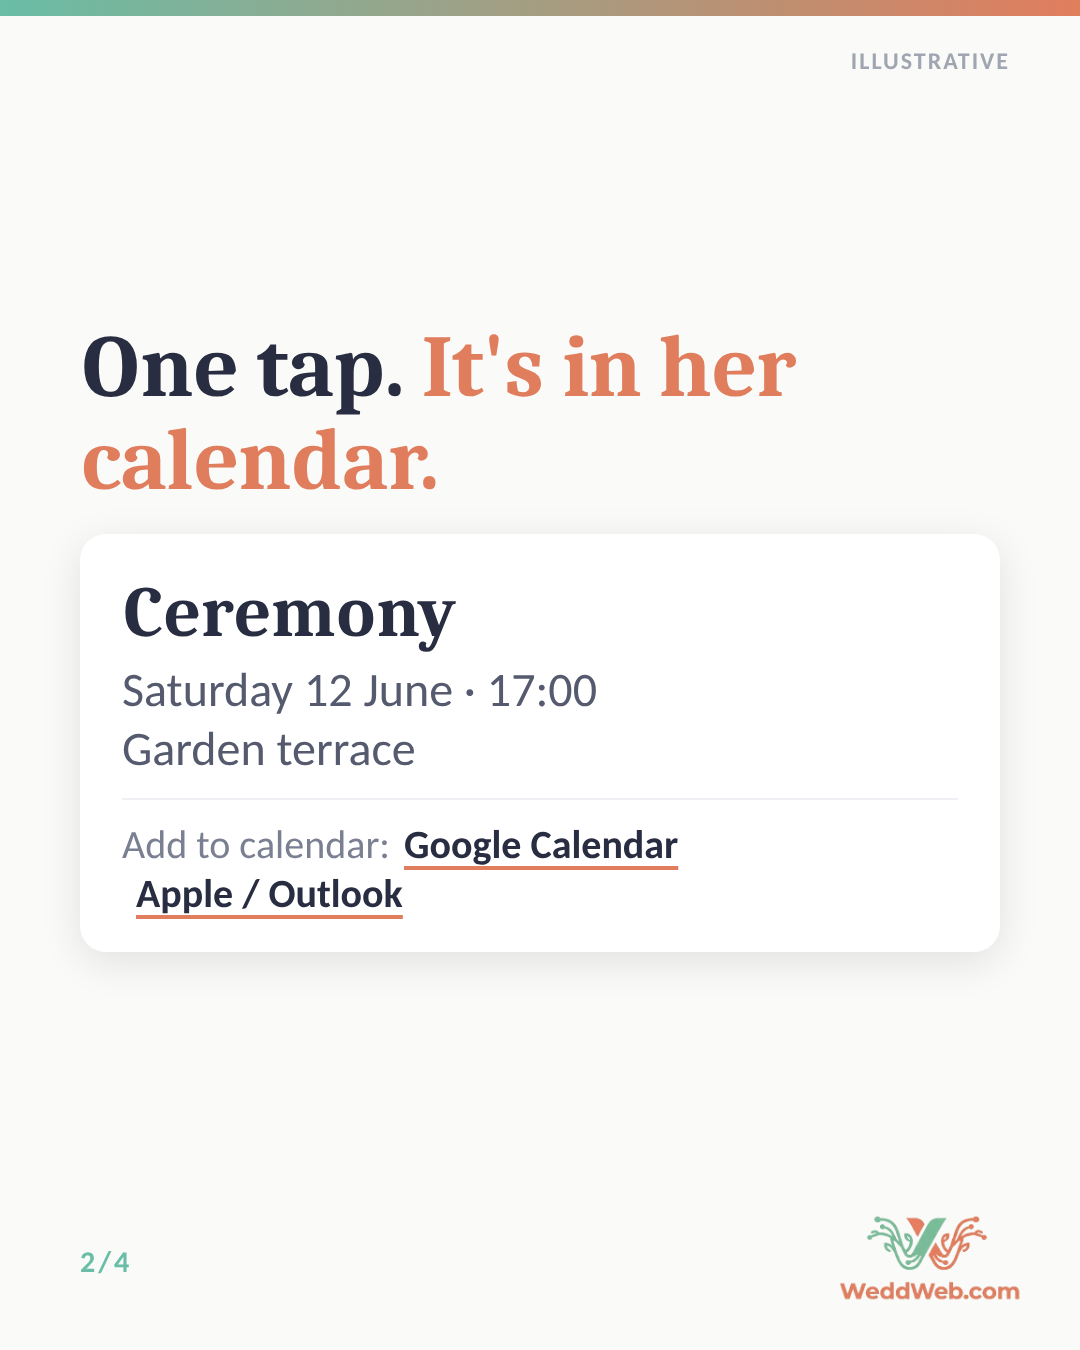 ILLUSTRATIVE
One tap. It's in her
calendar.
Ceremony
Saturday 12 June · 17:00
Garden terrace
Add to calendar: Google Calendar
Apple / Outlook
2/4
WeddWeb.com